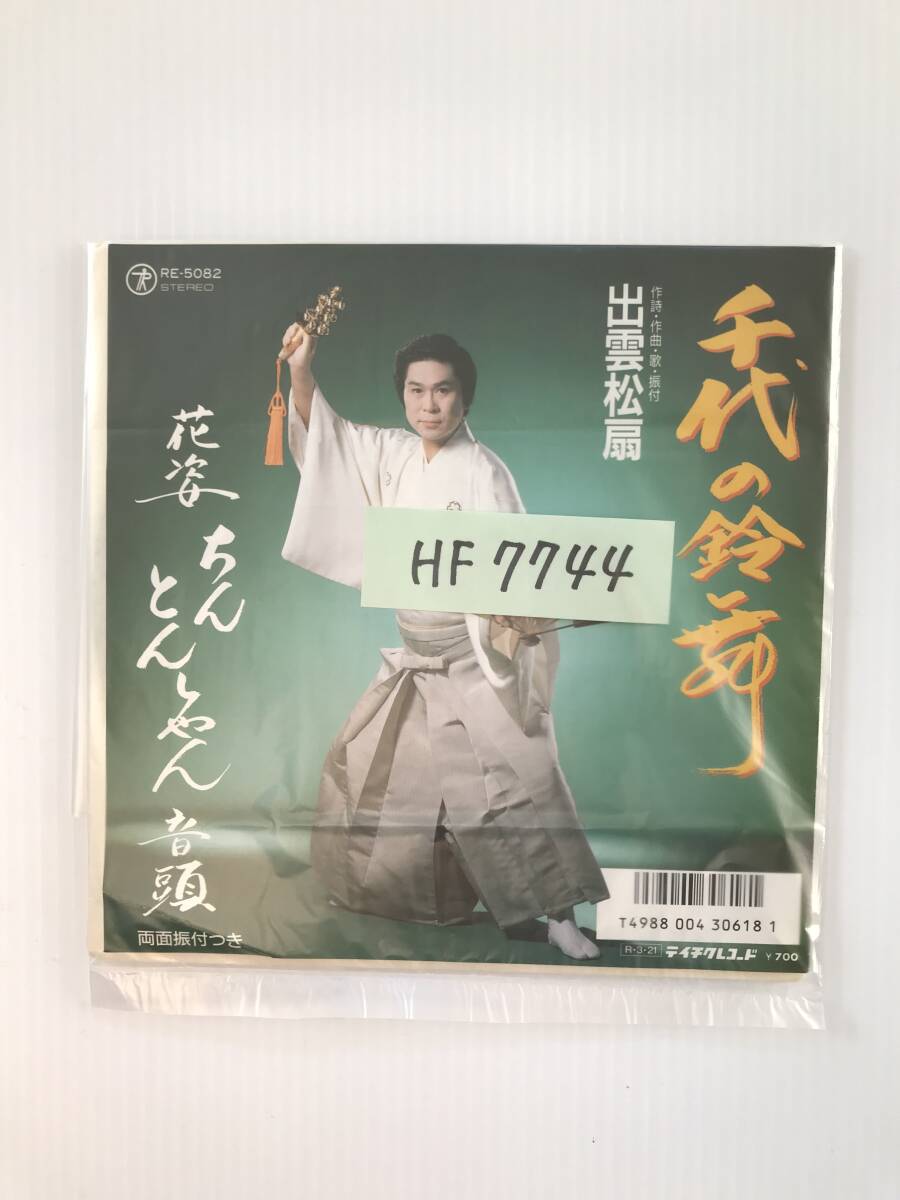 RE-5082
STEREO
千代の鈴舞
作詩・作曲・歌・振付
出雲松扇
HF 7744
花姿
ちん
とんしゃん
音頭
両面振付つき
T4988 004 30618 1
R・3・21 テイチクレコード ￥700